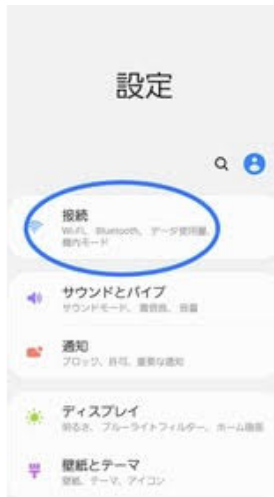 設定
接続
Wi-Fi、Bluetooth、データ使用量、
機内モード
サウンドとバイブ
サウンドモード、着信音、音量
通知
ブロック、許可、重要な通知
ディスプレイ
明るさ、ブルーライトフィルター、ホーム画面
壁紙とテーマ
壁紙、テーマ、アイコン